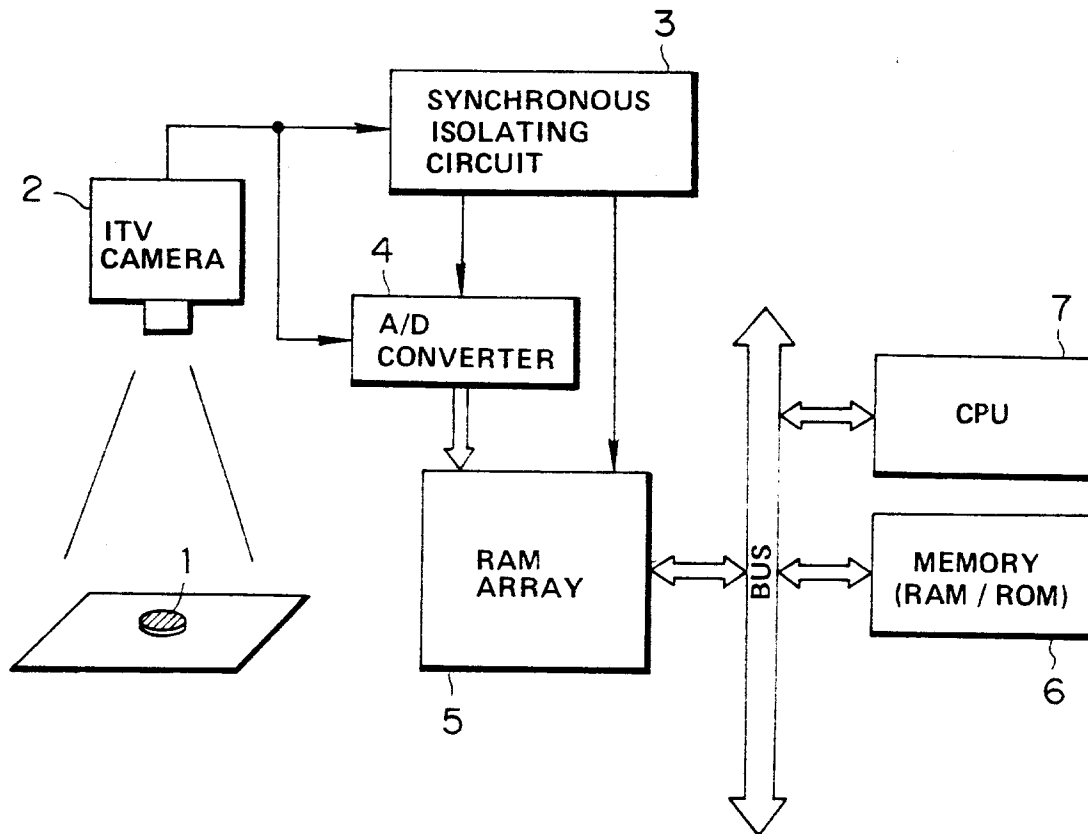 3
SYNCHRONOUS
ISOLATING
CIRCUIT
2
ITV
CAMERA
4
A/D
CONVERTER
7
CPU
1
RAM
ARRAY
BUS
MEMORY
(RAM / ROM)
5
6